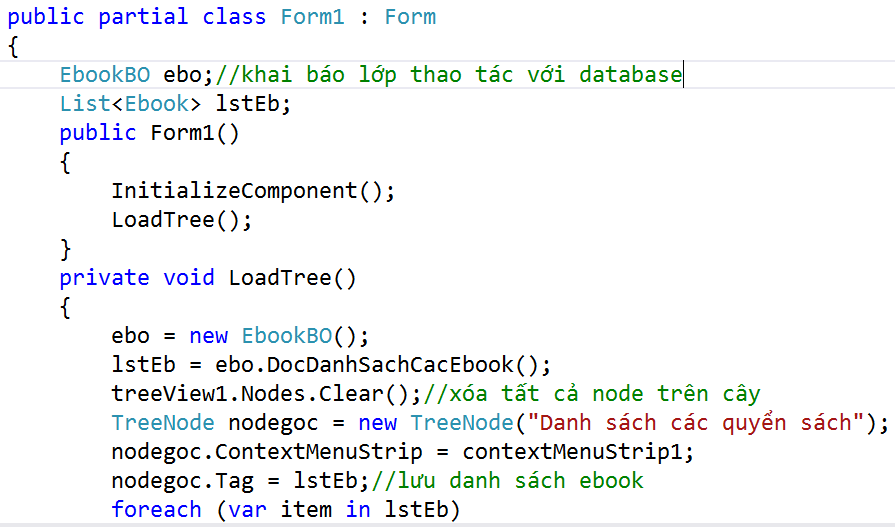 public partial class Form1 : Form
{
EbookBO ebo;//khai báo lớp thao tác với database
List<Ebook> lstEb;
public Form1()
{
InitializeComponent();
LoadTree();
}
private void LoadTree()
{
ebo = new EbookBO();
lstEb = ebo.DocDanhSachCacEbook();
treeView1.Nodes.Clear();//xóa tất cả node trên cây
TreeNode nodegoc = new TreeNode("Danh sách các quyển sách");
nodegoc.ContextMenuStrip = contextMenuStrip1;
nodegoc.Tag = lstEb;//lưu danh sách ebook
foreach (var item in lstEb)